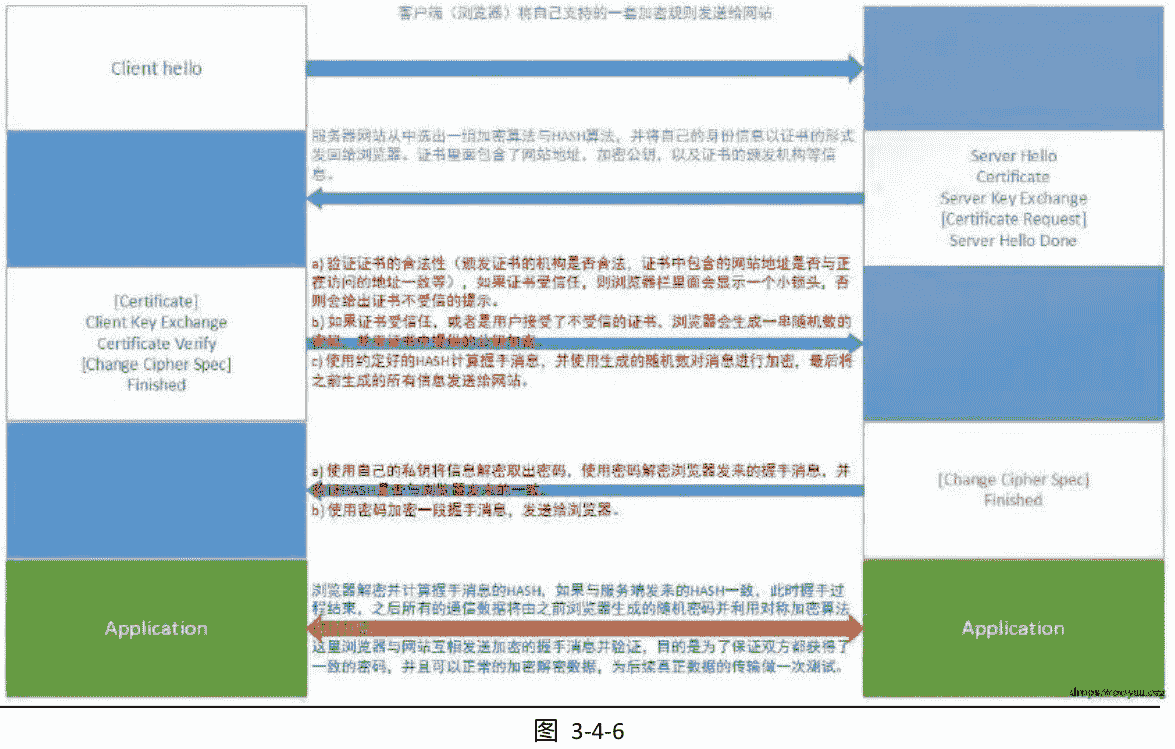 客户端（浏览器）将自己支持的一套加密规则发送给网站
Client hello
服务器网站从中选出一组加密算法与HASH算法，并将自己的身份信息以证书的形式
发回给浏览器。证书里面包含了网站地址，加密公钥，以及证书的颁发机构等信
息。
Server Hello
Certificate
Server Key Exchange
[Certificate Request]
Server Hello Done
a) 验证证书的合法性（颁发证书的机构是否合法，证书中包含的网站地址是否与正
在访问的地址一致等），如果证书受信任，则浏览器栏里面会显示一个小锁头，否
则会给出证书不受信的提示。
b) 如果证书受信任，或者是用户接受了不受信的证书，浏览器会生成一串随机数的
c) 使用约定好的HASH计算握手消息，并使用生成的随机数对消息进行加密，最后将
之前生成的所有信息发送给网站。
[Certificate]
Client Key Exchange
Certificate Verify
[Change Cipher Spec]
Finished
a) 使用自己的私钥将信息解密取出密码，使用密码解密浏览器发来的握手消息，并
HASH是否与浏览器发来的一致。
b) 使用密码加密一段握手消息，发送给浏览器。
[Change Cipher Spec]
Finished
浏览器解密并计算握手消息的HASH，如果与服务端发来的HASH一致，此时握手过
程结束，之后所有的通信数据将由之前浏览器生成的随机密码并利用对称加密算法
Application
Application
这里浏览器与网站互相发送加密的握手消息并验证，目的是为了保证双方都获得了
一致的密码，并且可以正常的加密解密数据，为后续真正数据的传输做一次测试。
drops.wooyun.org
图 3-4-6